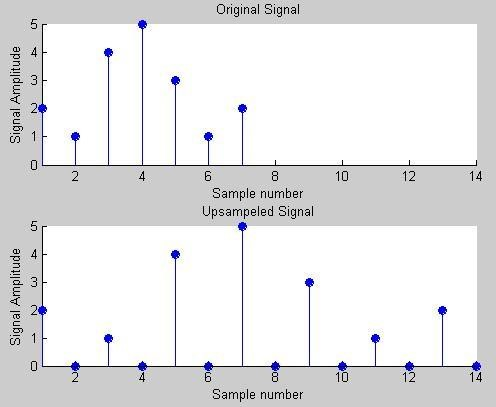 Original Signal
Signal Amplitude
5
4
3
2
1
0
2 4 6 8 10 12 14
Sample number
Upsampeled Signal
Signal Amplitude
5
4
3
2
1
0
2 4 6 8 10 12 14
Sample number